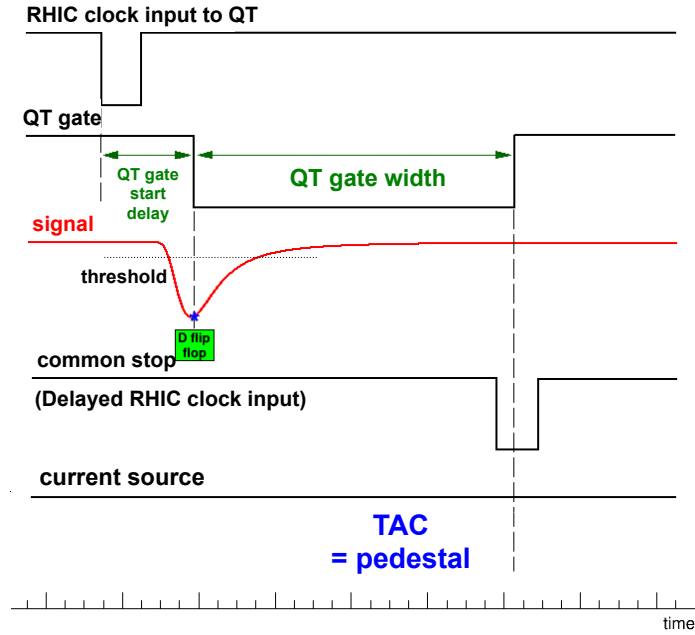 RHIC clock input to QT
QT gate
QT gate
start
delay
QT gate width
signal
threshold
D flip
flop
common stop
(Delayed RHIC clock input)
current source
TAC
= pedestal
time